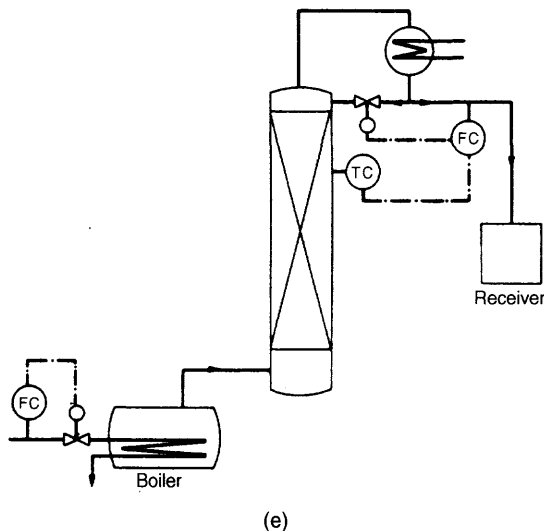 FC
TC
Receiver
FC
Boiler
(e)